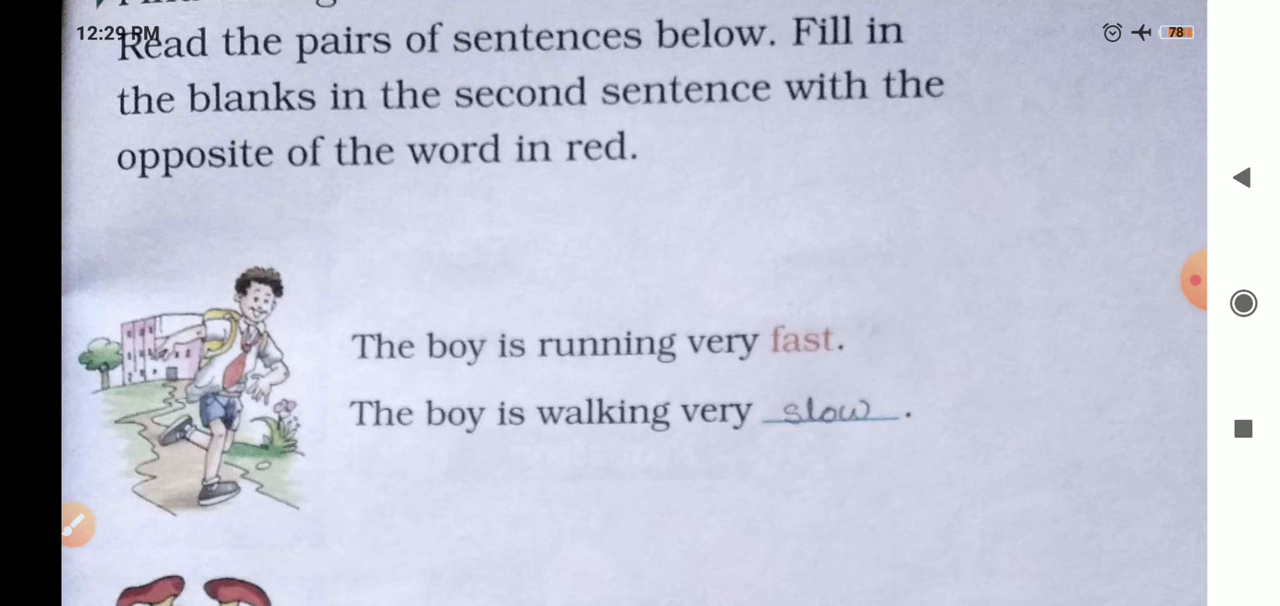 12:29 PM
78
Read the pairs of sentences below. Fill in
the blanks in the second sentence with the
opposite of the word in red.
The boy is running very fast.
The boy is walking very slow.